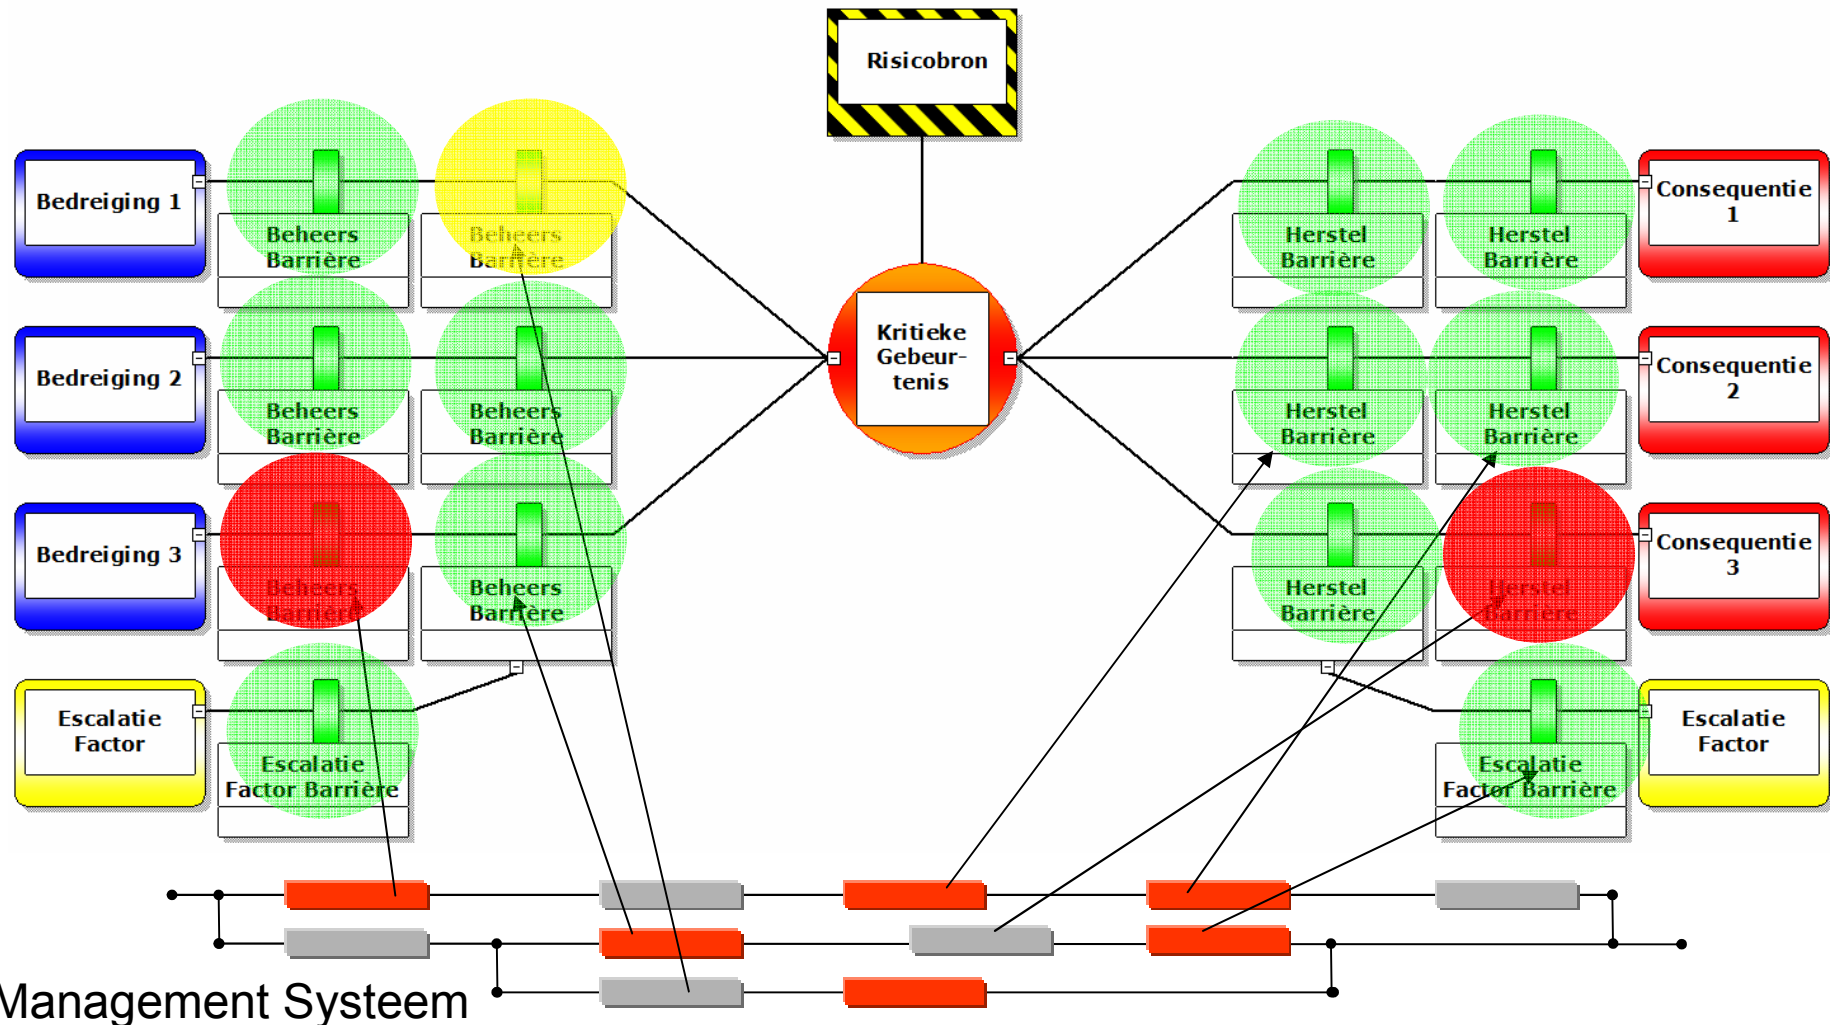 Risicobron
Bedreiging 1
Beheers
Barrière
Beheers
Barrière
Herstel
Barrière
Herstel
Barrière
Consequentie
1
Kritieke
Gebeur-
tenis
Bedreiging 2
Beheers
Barrière
Beheers
Barrière
Herstel
Barrière
Herstel
Barrière
Consequentie
2
Bedreiging 3
Beheers
Barrière
Beheers
Barrière
Herstel
Barrière
Herstel
Barrière
Consequentie
3
Escalatie
Factor
Escalatie
Factor Barrière
Escalatie
Factor Barrière
Escalatie
Factor
Management Systeem